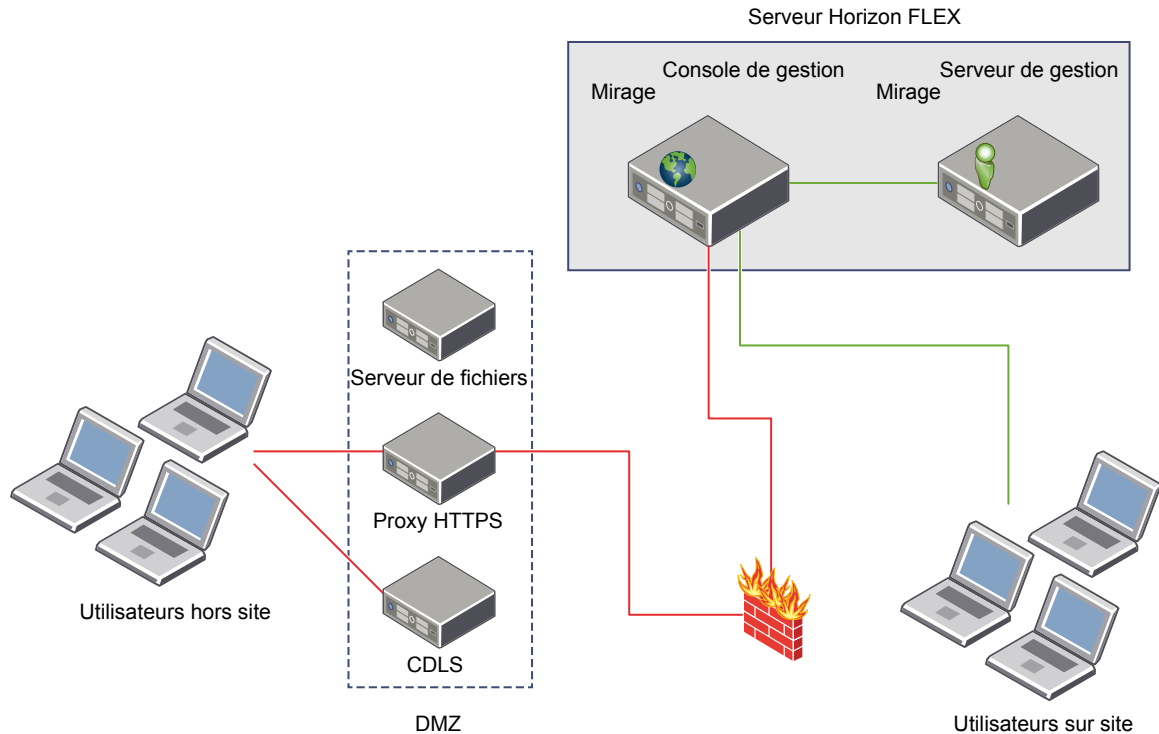 Serveur Horizon FLEX
Console de gestion
Mirage
Serveur de gestion
Mirage
Serveur de fichiers
Proxy HTTPS
CDLS
DMZ
Utilisateurs hors site
Utilisateurs sur site